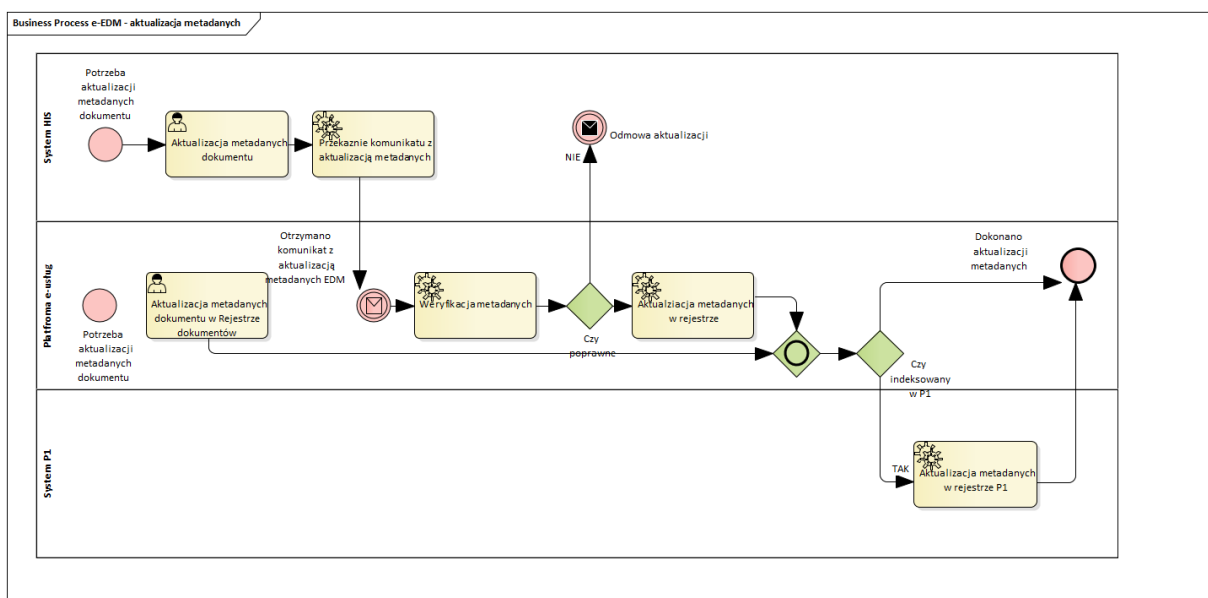 Business Process e-EDM - aktualizacja metadanych
System HIS
Potrzeba
aktualizacji
metadanych
dokumentu
Aktualizacja metadanych
dokumentu
Przekaznie komunikatu z
aktualizacją metadanych
Odmowa aktualizacji
NIE
Platfroma e-usług
Potrzeba
aktualizacji
metadanych
dokumentu
Aktualizacja metadanych
dokumentu w Rejestrze
dokumentów
Otrzymano
komunikat z
aktualizacją
metadanych EDM
Weryfikacja metadanych
Czy
poprawne
Aktualziacja metadanych
w rejestrze
Czy
indeksowany
w P1
Dokonano
aktualizacji
metadanych
System P1
TAK
Aktualizacja metadanych
w rejestrze P1